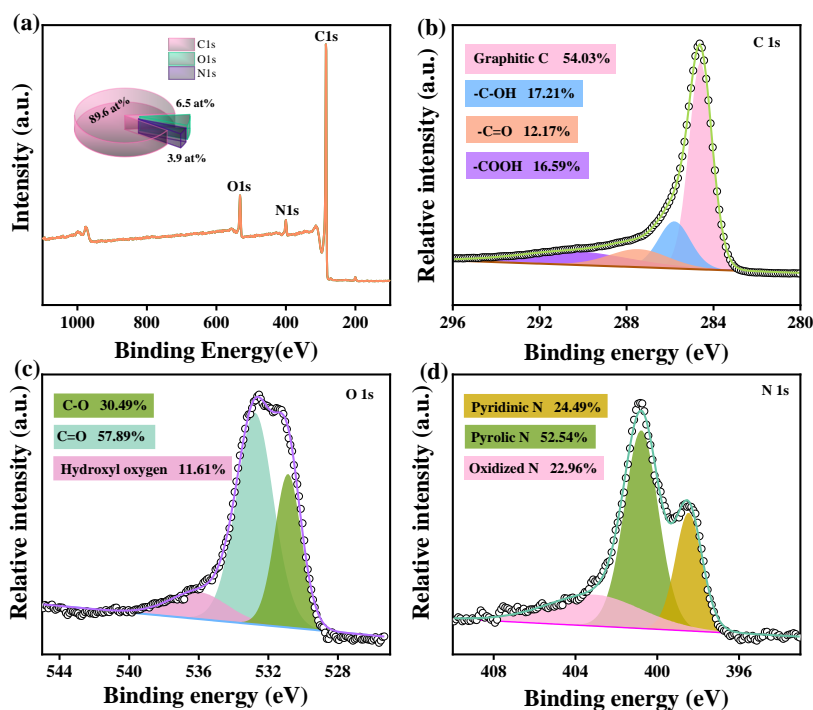 (a)
C1s
O1s
N1s
C1s
89.6 at%
6.5 at%
3.9 at%
O1s
N1s
Intensity (a.u.)
1000 800 600 400 200
Binding Energy(eV)
(b)
C 1s
Graphitic C 54.03%
-C-OH 17.21%
-C=O 12.17%
-COOH 16.59%
Relative intensity (a.u.)
296 292 288 284 280
Binding energy (eV)
(c)
O 1s
C-O 30.49%
C=O 57.89%
Hydroxyl oxygen 11.61%
Relative intensity (a.u.)
544 540 536 532 528
Binding energy (eV)
(d)
N 1s
Pyridinic N 24.49%
Pyrolic N 52.54%
Oxidized N 22.96%
Relative intensity (a.u.)
408 404 400 396
Binding energy (eV)